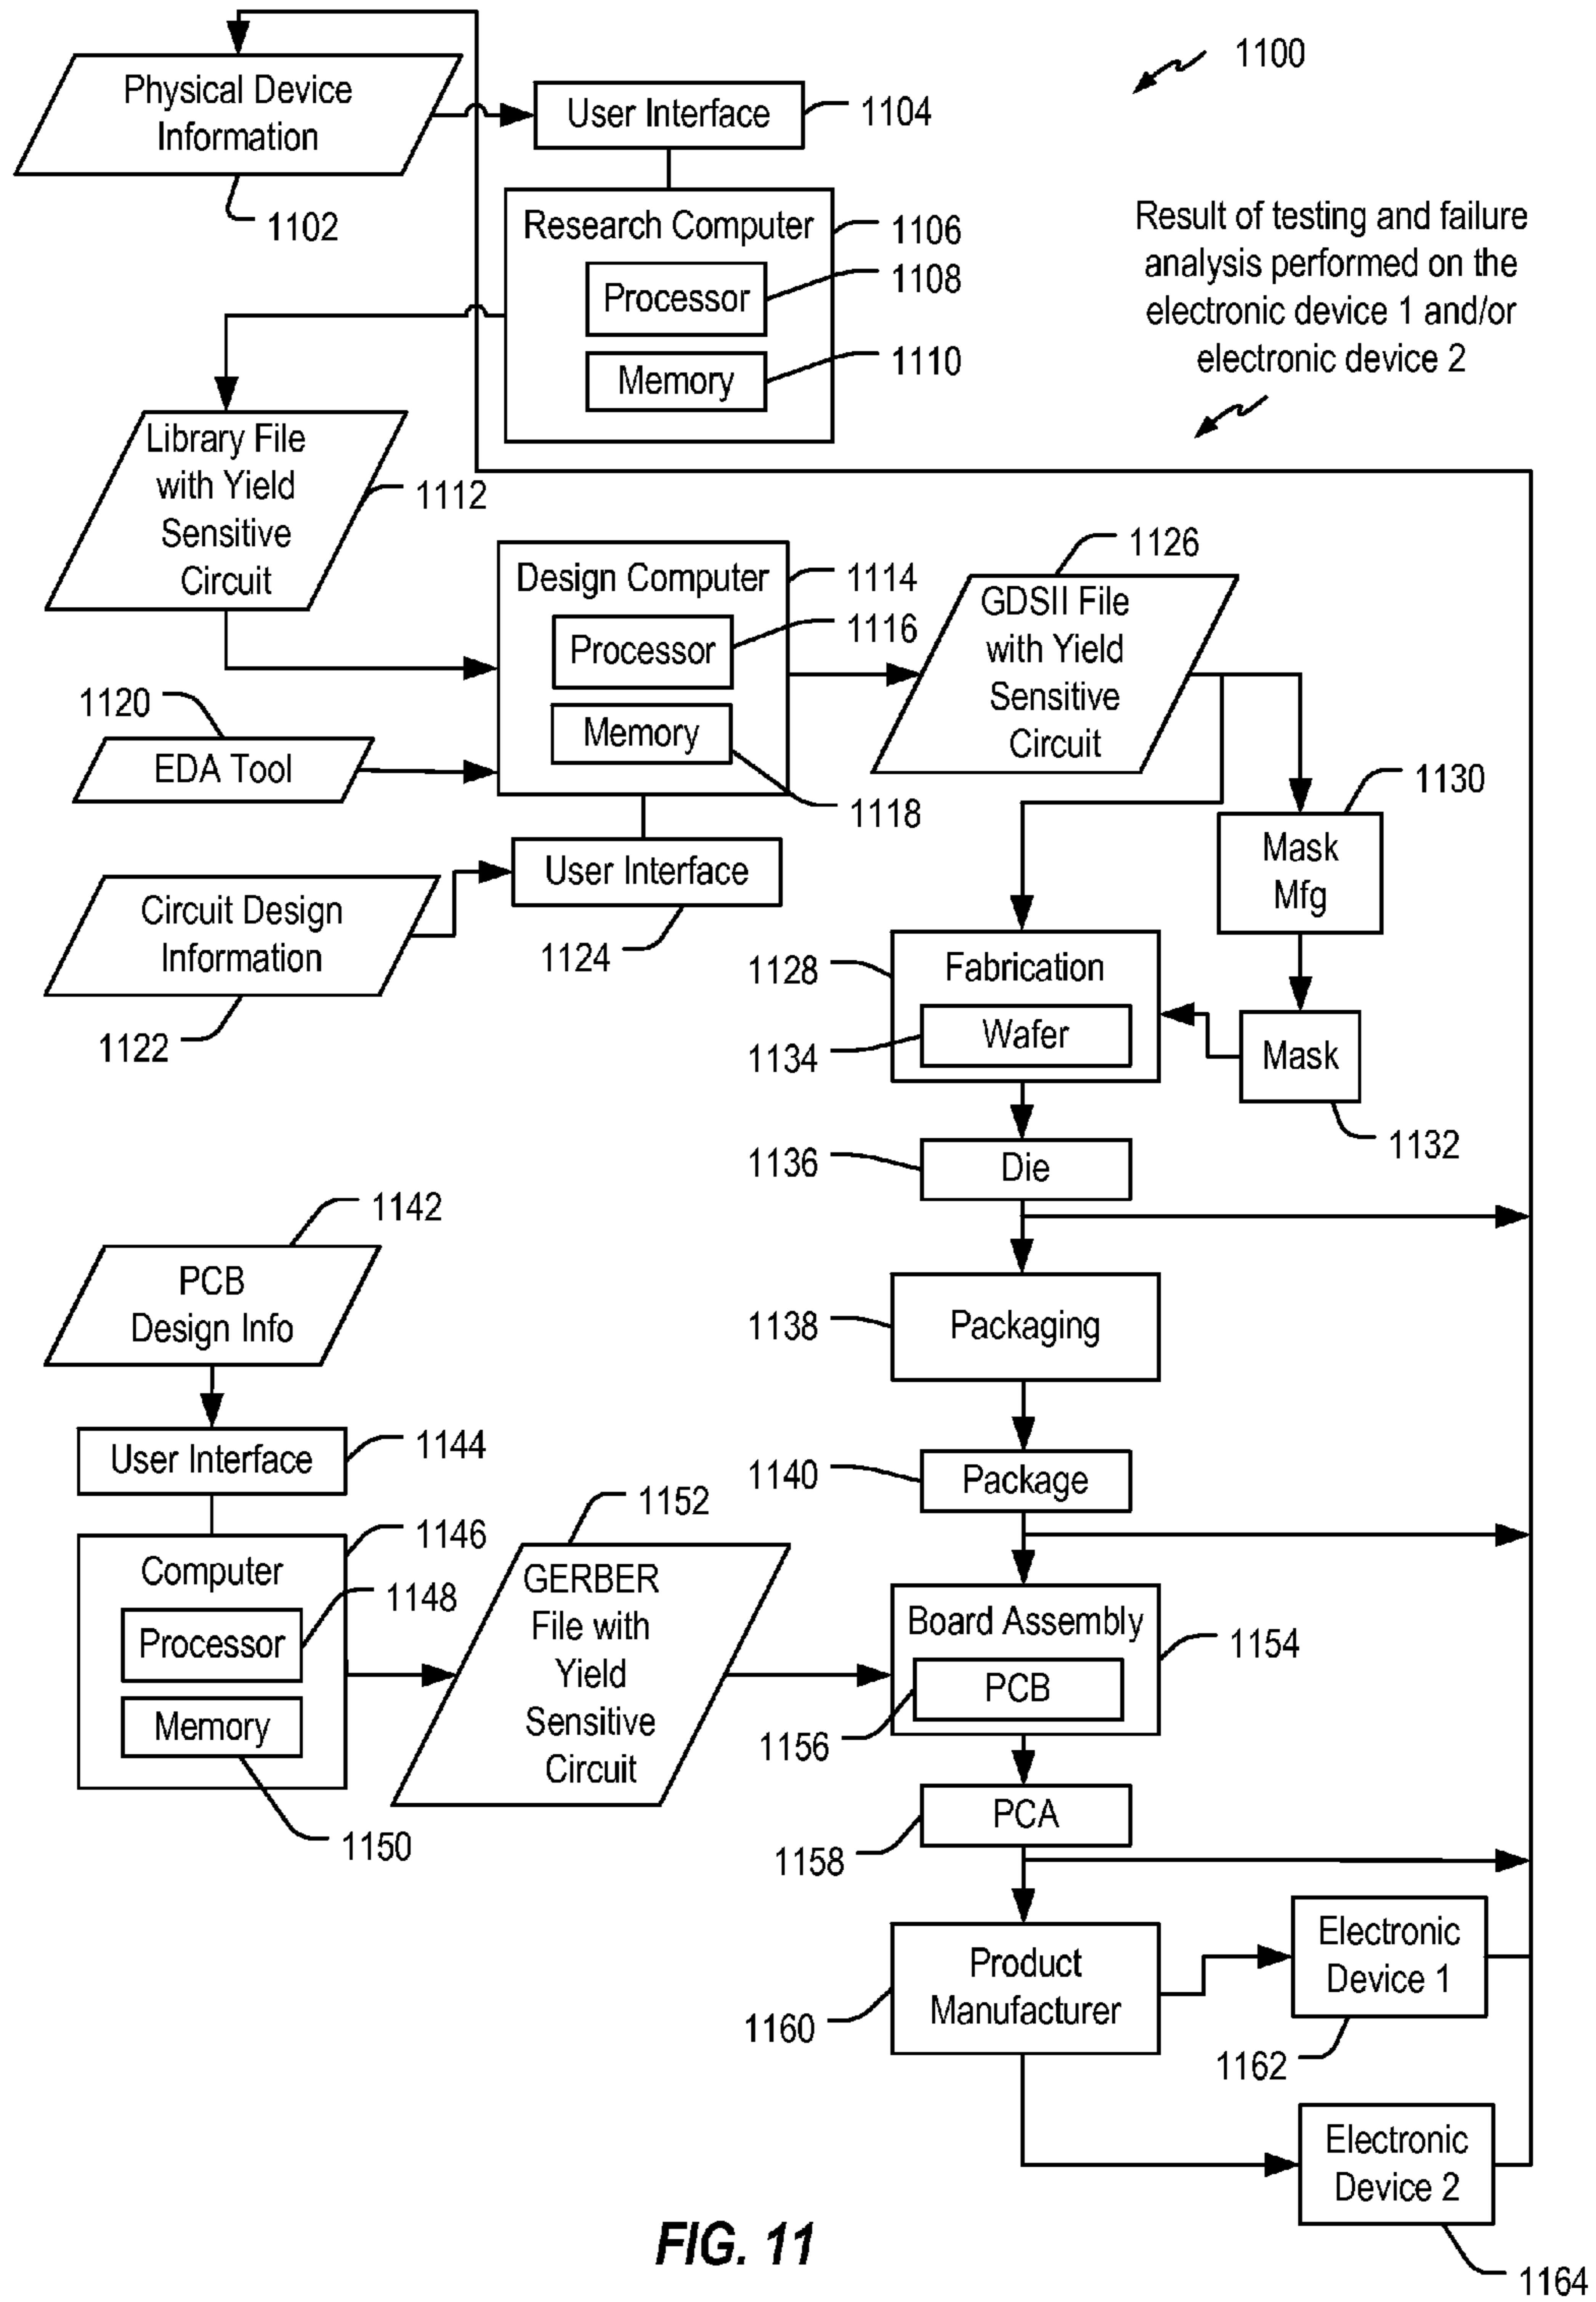 1100
Physical Device
Information
1102
User Interface
1104
Research Computer
1106
Processor
1108
Memory
1110
Result of testing and failure
analysis performed on the
electronic device 1 and/or
electronic device 2
Library File
with Yield
Sensitive
Circuit
1112
Design Computer
1114
Processor
1116
Memory
1118
1120
EDA Tool
Circuit Design
Information
1122
User Interface
1124
1126
GDSII File
with Yield
Sensitive
Circuit
1130
Mask
Mfg
1128
Fabrication
Wafer
1134
Mask
1132
1136
Die
1138
Packaging
1140
Package
1142
PCB
Design Info
User Interface
1144
1146
Computer
1148
Processor
Memory
1150
1152
GERBER
File with
Yield
Sensitive
Circuit
Board Assembly
1154
PCB
1156
PCA
1158
Product
Manufacturer
1160
Electronic
Device 1
1162
Electronic
Device 2
1164
FIG. 11